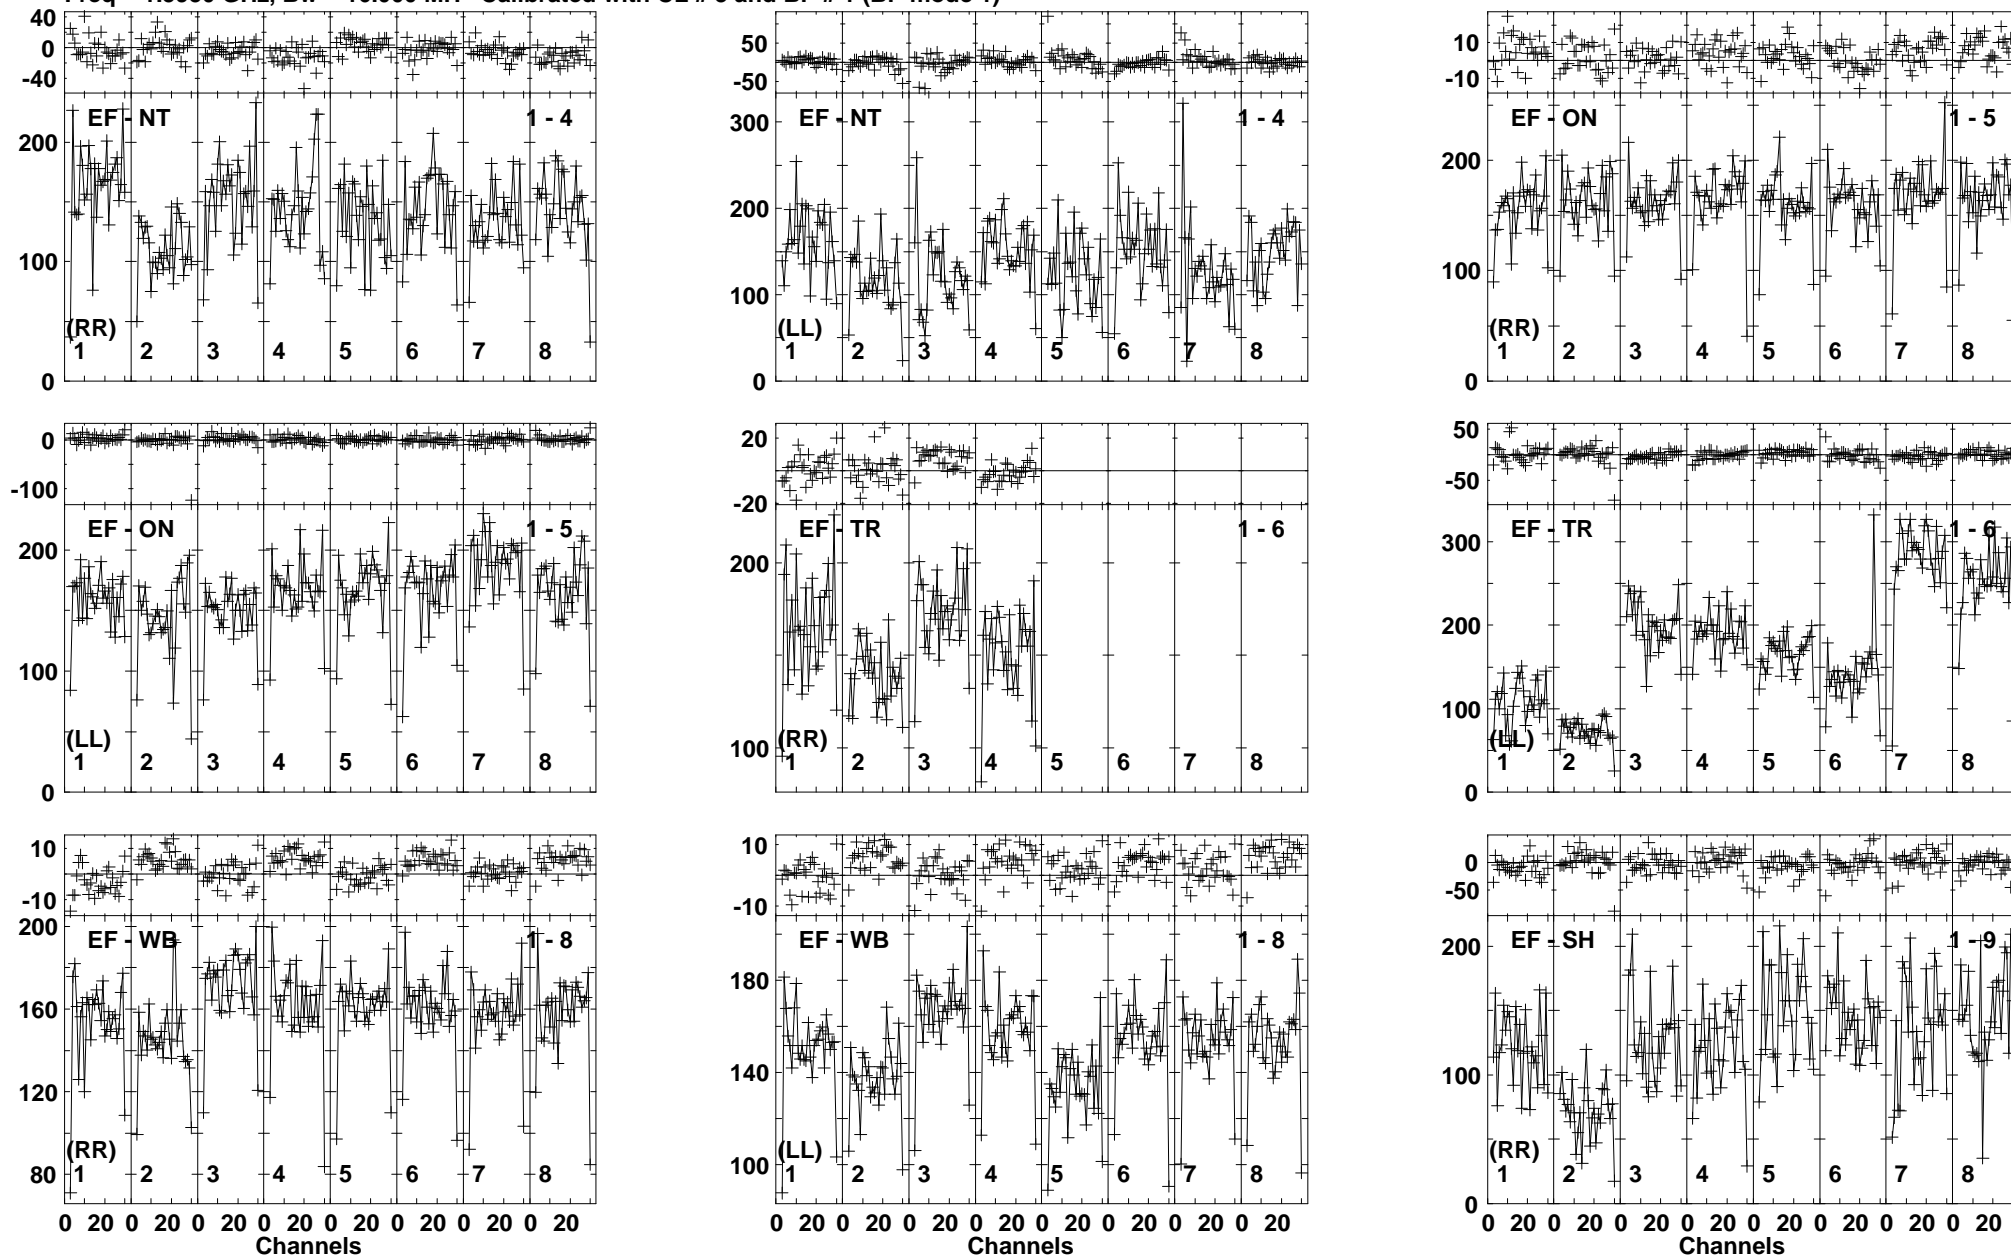 40 0 -40 50 0 -50 10 0 -10
EF - NT 1 - 4 EF - NT 1 - 4 EF - ON 1 - 5
200 100 0 300 200 100 0 200 100 0
(RR) (LL) (RR)
1 2 3 4 5 6 7 8 1 2 3 4 5 6 7 8 1 2 3 4 5 6 7 8
0 -100 20 0 -20 50 0 -50
EF - ON 1 - 5 EF - TR 1 - 6 EF - TR 1 - 6
200 100 0 200 100 300 200 100 0
(LL) (RR) (LL)
1 2 3 4 5 6 7 8 1 2 3 4 5 6 7 8 1 2 3 4 5 6 7 8
10 0 -10 10 0 -10 0 -50
EF - WB 1 - 8 EF - WB 1 - 8 EF - SH 1 - 9
200 160 120 80 180 140 100 200 100 0
(RR) (LL) (RR)
1 2 3 4 5 6 7 8 1 2 3 4 5 6 7 8 1 2 3 4 5 6 7 8
0 20 0 20 0 20 0 20 0 20 0 20 0 20 0 20 0 20 0 20 0 20 0 20 0 20 0 20 0 20 0 20 0 20 0 20 0 20 0 20 0 20 0 20 0 20 0 20
Channels Channels Channels